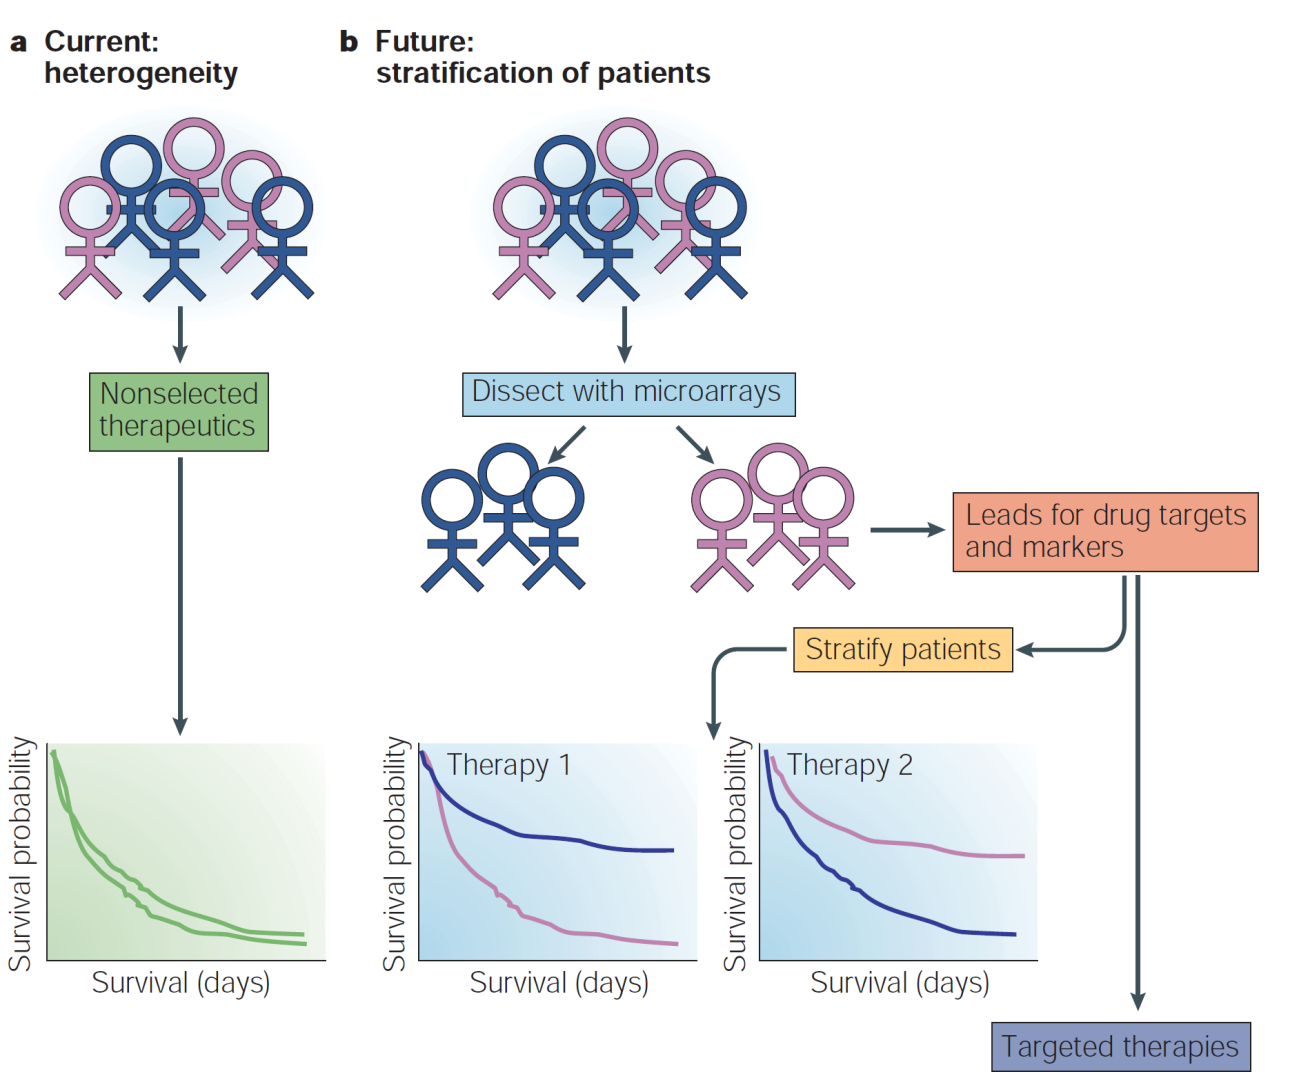 a Current:
heterogeneity
b Future:
stratification of patients
Nonselected
therapeutics
Dissect with microarrays
Leads for drug targets
and markers
Stratify patients
Survival probability
Survival (days)
Therapy 1
Survival probability
Survival (days)
Therapy 2
Survival probability
Survival (days)
Targeted therapies